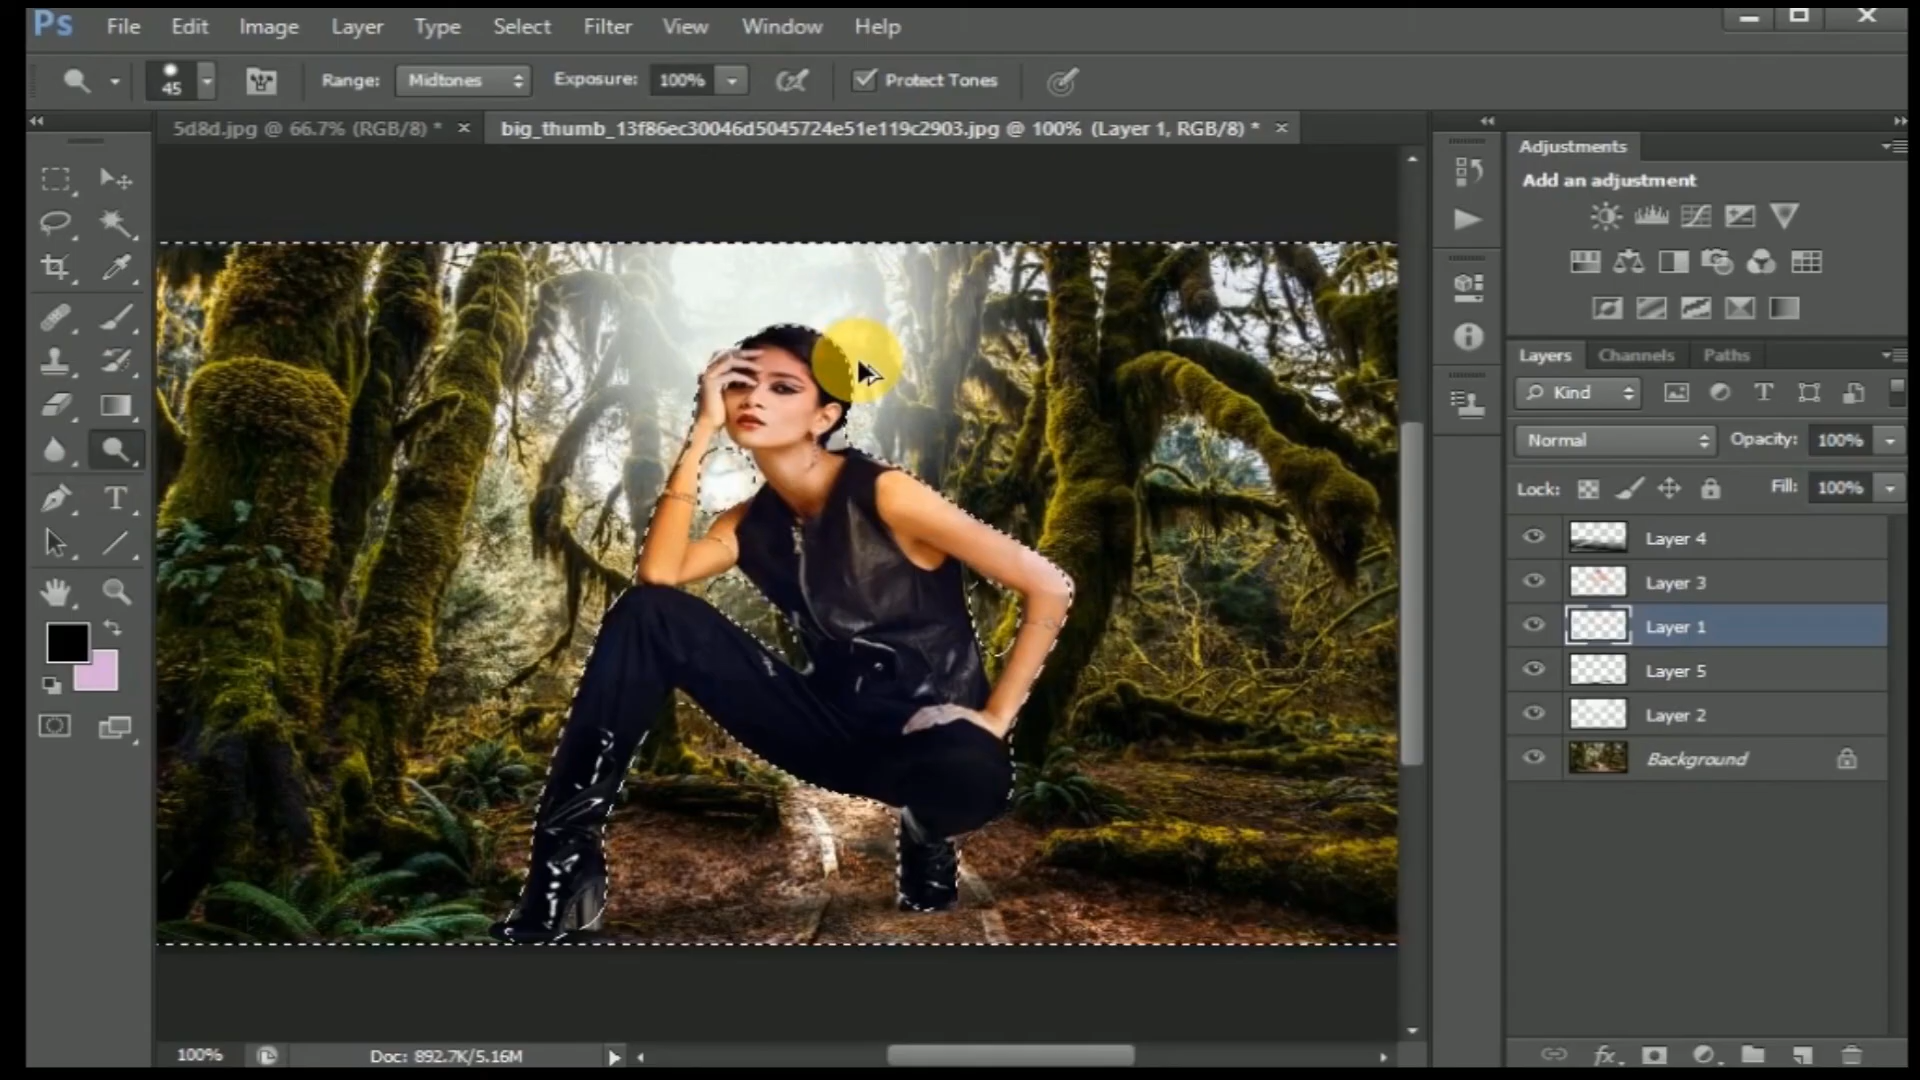 Ps File Edit Image Layer Type Select Filter View Window Help
45 Range: Midtones Exposure: 100% Protect Tones
5d8d.jpg @ 66.7% (RGB/8) * × big_thumb_13f86ec30046d5045724e51e119c2903.jpg @ 100% (Layer 1, RGB/8) * ×
Adjustments
Add an adjustment
Layers Channels Paths
Kind
Normal Opacity: 100%
Lock: Fill: 100%
Layer 4
Layer 3
Layer 1
Layer 5
Layer 2
Background
100% Doc: 892.7K/5.16M